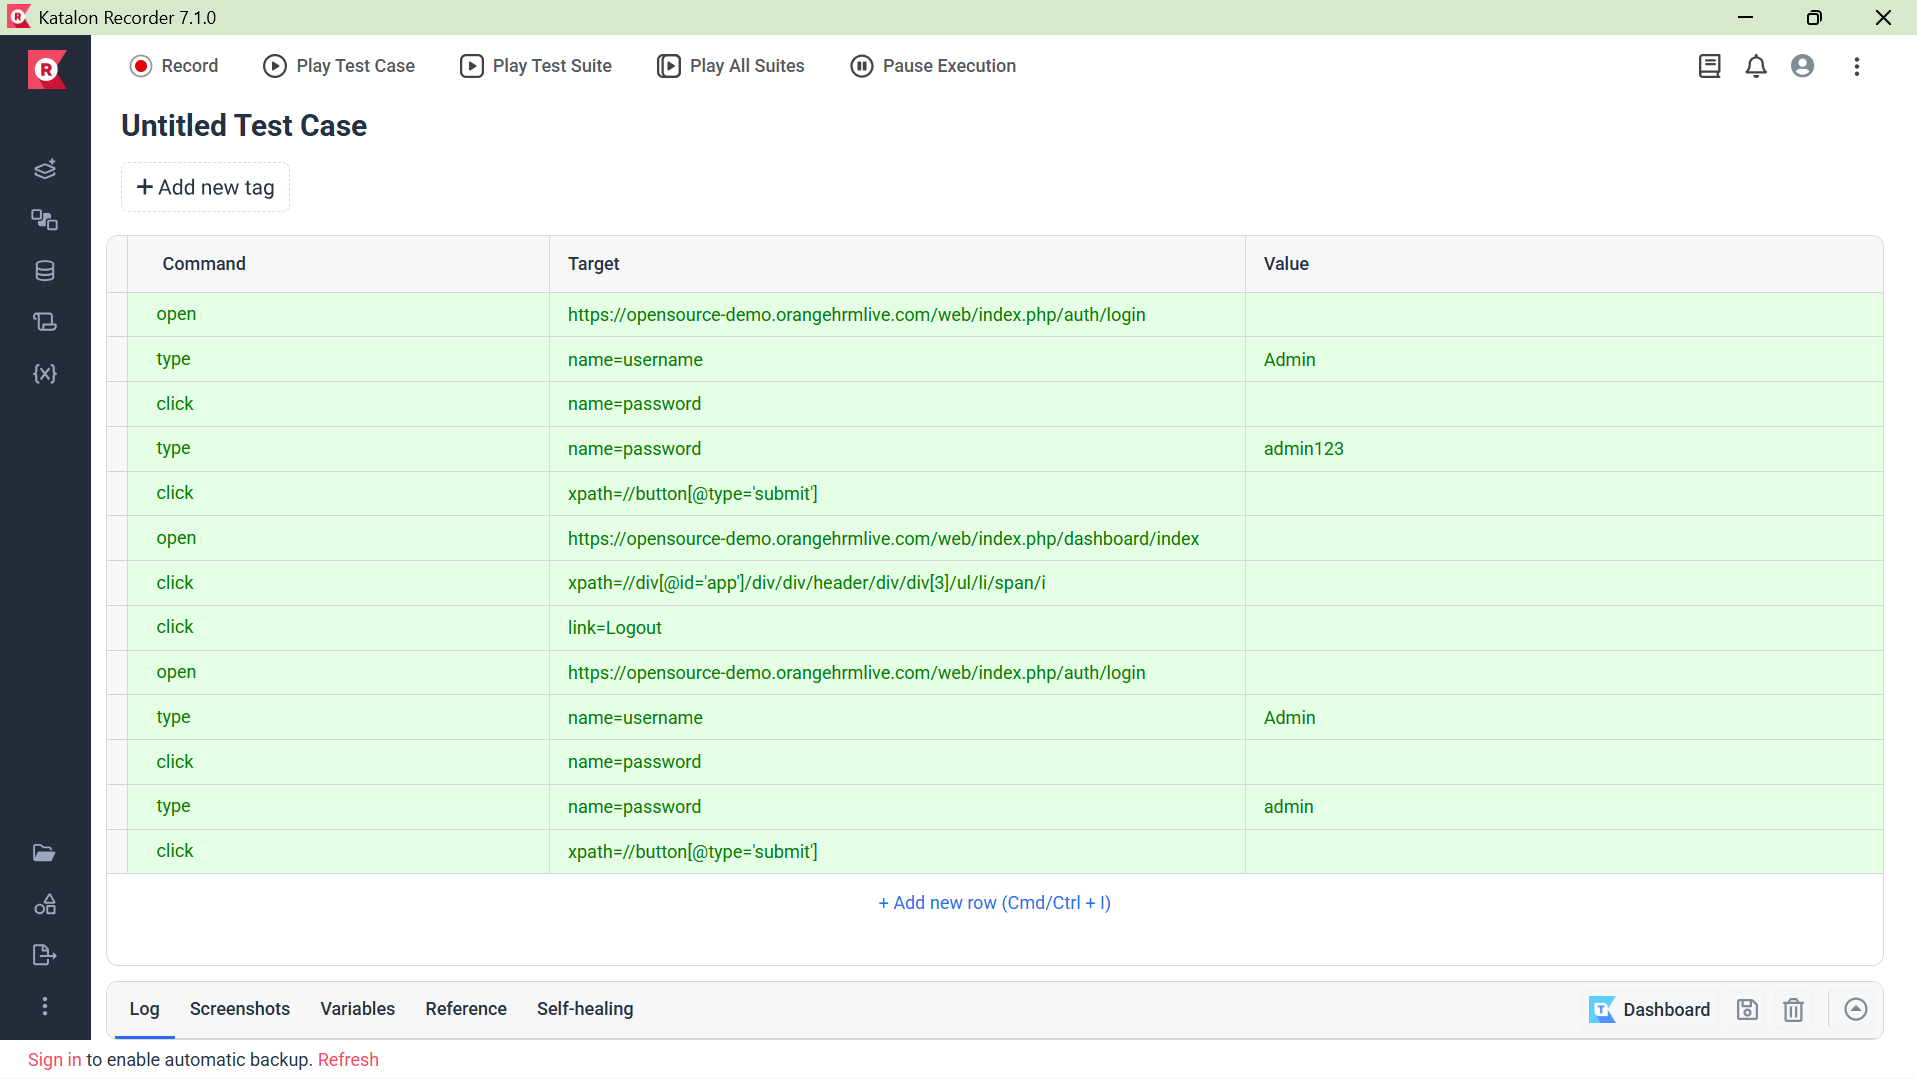 Katalon Recorder 7.1.0
Record Play Test Case Play Test Suite Play All Suites Pause Execution
Untitled Test Case
+ Add new tag
Command Target Value
open https://opensource-demo.orangehrmlive.com/web/index.php/auth/login
type name=username Admin
click name=password
type name=password admin123
click xpath=//button[@type='submit']
open https://opensource-demo.orangehrmlive.com/web/index.php/dashboard/index
click xpath=//div[@id='app']/div/div/header/div/div[3]/ul/li/span/i
click link=Logout
open https://opensource-demo.orangehrmlive.com/web/index.php/auth/login
type name=username Admin
click name=password
type name=password admin
click xpath=//button[@type='submit']
+ Add new row (Cmd/Ctrl + I)
Log Screenshots Variables Reference Self-healing Dashboard
Sign in to enable automatic backup. Refresh